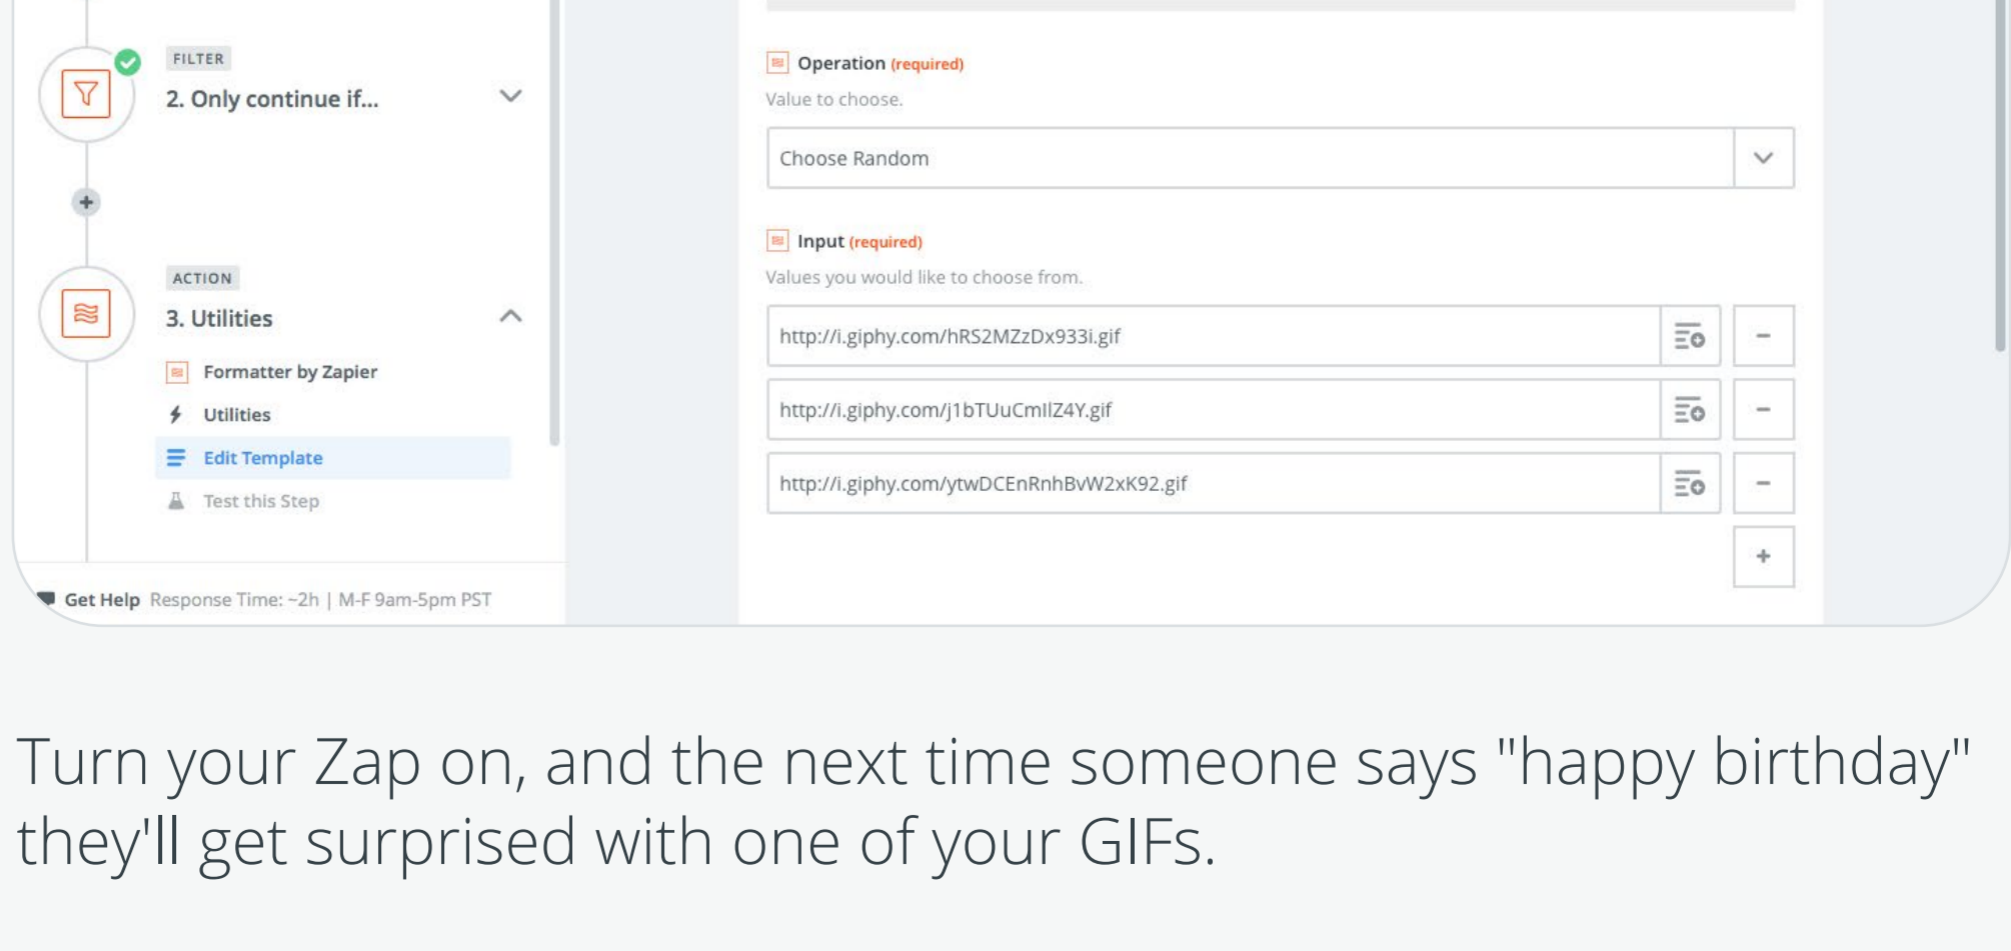 FILTER
2. Only continue if...
ACTION
3. Utilities
Formatter by Zapier
Utilities
Edit Template
Test this Step
Get Help Response Time: ~2h | M-F 9am-5pm PST
Operation (required)
Value to choose.
Choose Random
Input (required)
Values you would like to choose from.
http://i.giphy.com/hRS2MZzDx933i.gif
http://i.giphy.com/j1bTUuCmIlZ4Y.gif
http://i.giphy.com/ytwDCEnRnhBvW2xK92.gif
Turn your Zap on, and the next time someone says "happy birthday"
they'll get surprised with one of your GIFs.